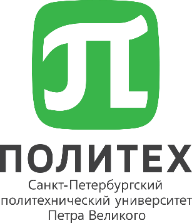 П
ПОЛИТЕХ
Санкт-Петербургский
политехнический университет
Петра Великого